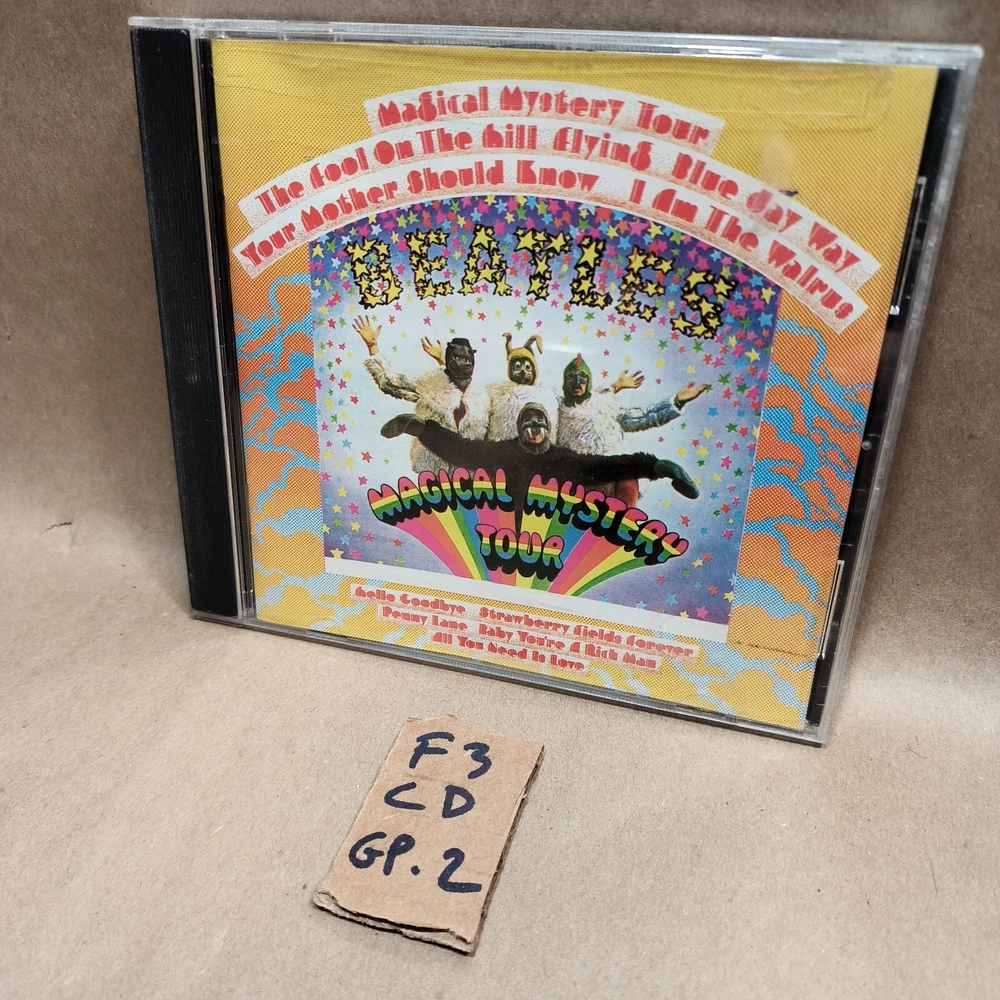 Magical Mystery Tour
The Fool On The Hill Flying Blue Jay Way
Your Mother Should Know I Am The Walrus
BEATLES
MAGICAL MYSTERY
TOUR
Hello Goodbye Strawberry Fields Forever
Penny Lane Baby You're A Rich Man
All You Need Is Love
F3
CD
GP.2